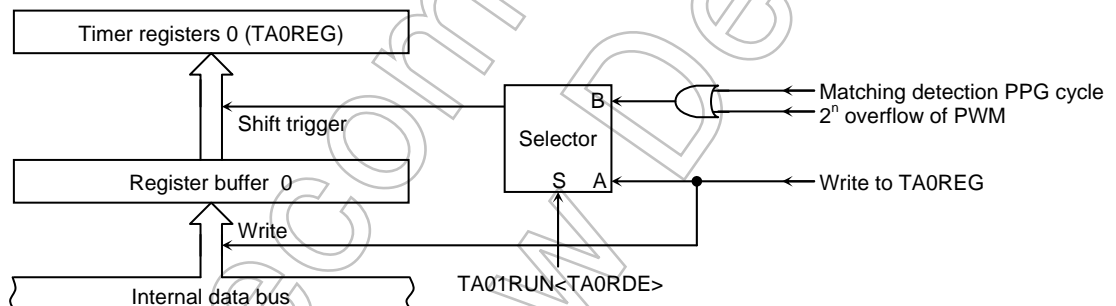 Timer registers 0 (TA0REG)
B
Matching detection PPG cycle
2ⁿ overflow of PWM
Shift trigger
Selector
Register buffer 0
S A
Write to TA0REG
Write
TA01RUN<TA0RDE>
Internal data bus